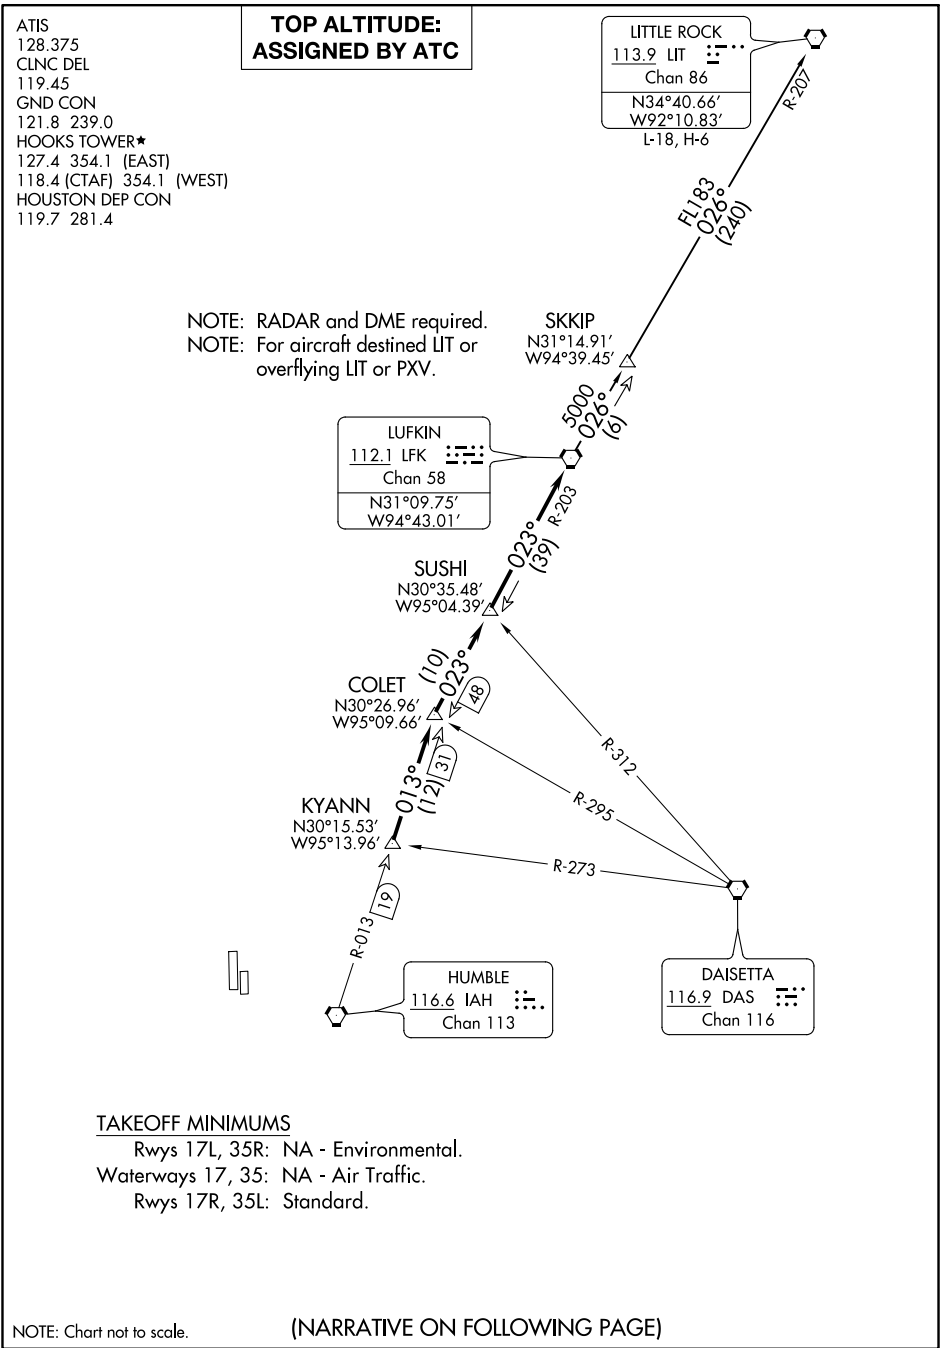 ATIS
128.375
CLNC DEL
119.45
GND CON
121.8 239.0
HOOKS TOWER★
127.4 354.1 (EAST)
118.4 (CTAF) 354.1 (WEST)
HOUSTON DEP CON
119.7 281.4
TOP ALTITUDE:
ASSIGNED BY ATC
LITTLE ROCK
113.9 LIT
Chan 86
N34°40.66′
W92°10.83′
L-18, H-6
R-207
FL183
026°
(240)
NOTE: RADAR and DME required.
NOTE: For aircraft destined LIT or
overflying LIT or PXV.
SKKIP
N31°14.91′
W94°39.45′
5000
026°
(6)
LUFKIN
112.1 LFK
Chan 58
N31°09.75′
W94°43.01′
R-203
023°
(39)
SUSHI
N30°35.48′
W95°04.39′
(10)
023°
48
COLET
N30°26.96′
W95°09.66′
R-312
31
013°
(12)
R-295
KYANN
N30°15.53′
W95°13.96′
R-273
19
R-013
HUMBLE
116.6 IAH
Chan 113
DAISETTA
116.9 DAS
Chan 116
TAKEOFF MINIMUMS
Rwys 17L, 35R: NA - Environmental.
Waterways 17, 35: NA - Air Traffic.
Rwys 17R, 35L: Standard.
NOTE: Chart not to scale.
(NARRATIVE ON FOLLOWING PAGE)